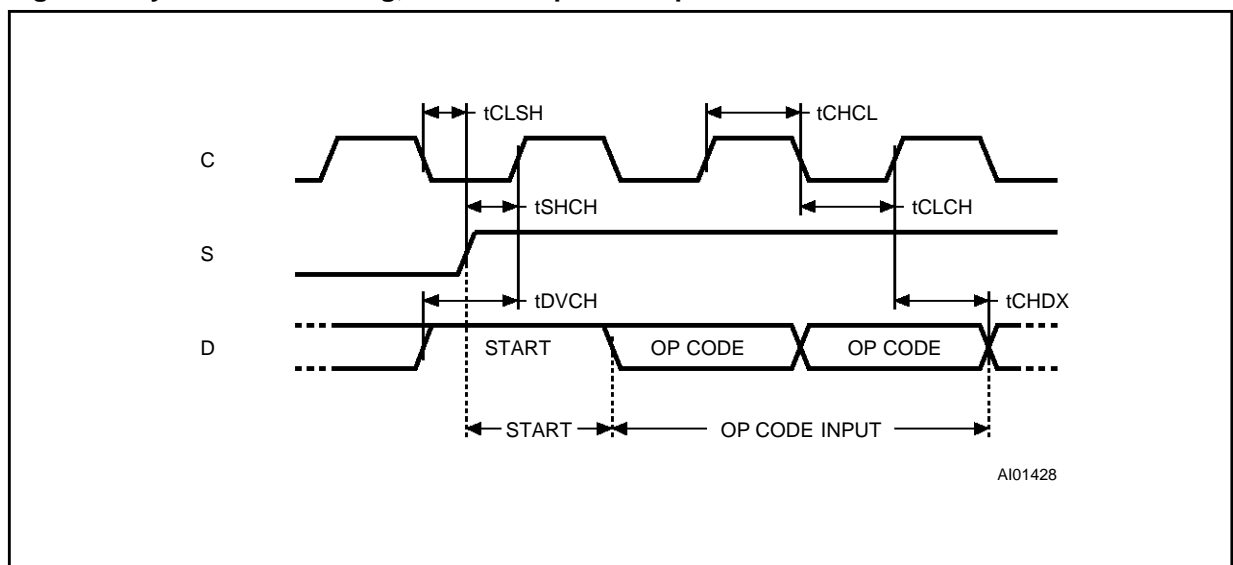 tCLSH
tCHCL
C
tSHCH
tCLCH
S
tDVCH
tCHDX
D
START
OP CODE
OP CODE
START
OP CODE INPUT
AI01428